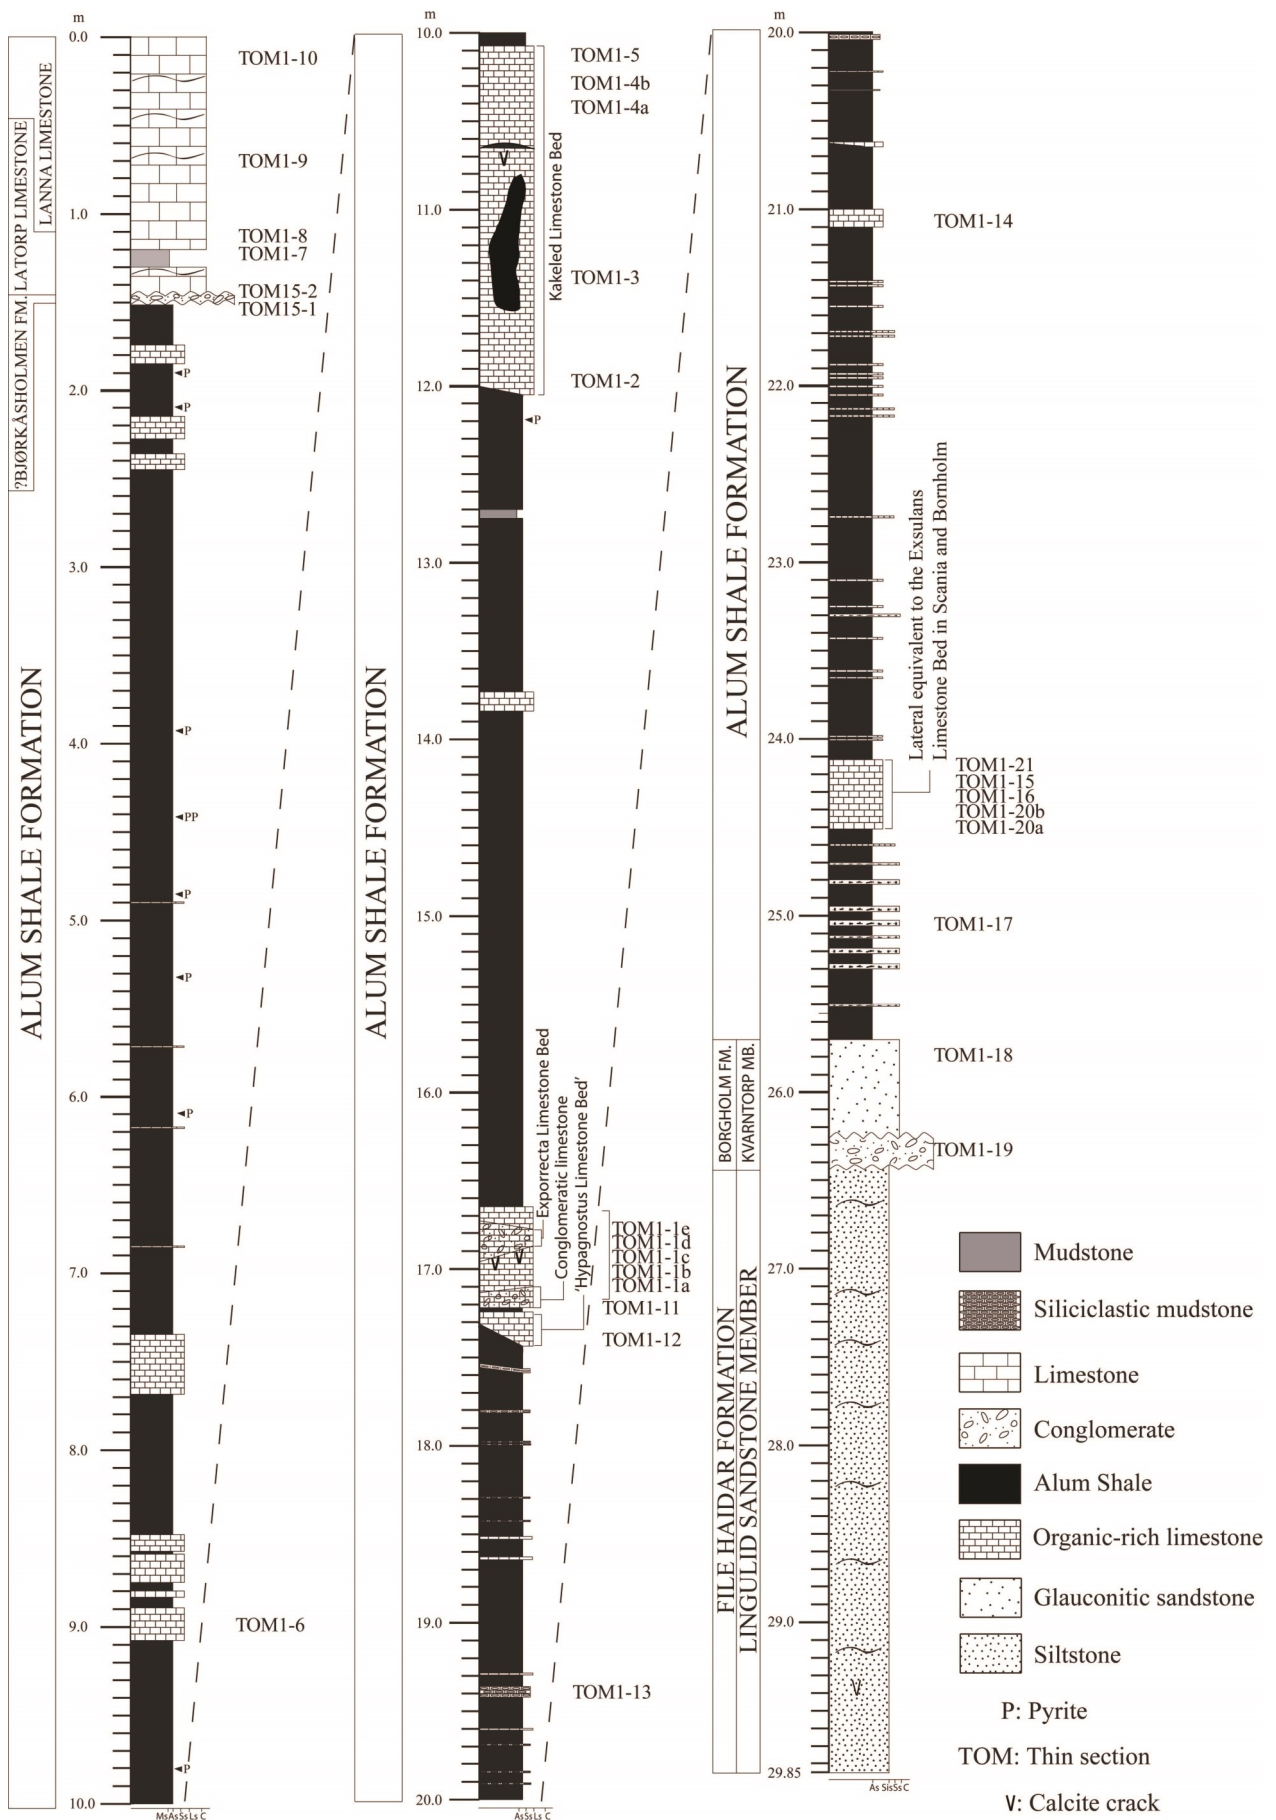 m
0.0
1.0
2.0
3.0
4.0
5.0
6.0
7.0
8.0
9.0
10.0
LANNA LIMESTONE
LATORP LIMESTONE
?BJØRKÅSHOLMEN FM.
ALUM SHALE FORMATION
TOM1-10
TOM1-9
TOM1-8
TOM1-7
TOM15-2
TOM15-1
P
P
P
PP
P
P
P
TOM1-6
P
MsAsSsLs C
m
10.0
11.0
12.0
13.0
14.0
15.0
16.0
17.0
18.0
19.0
20.0
ALUM SHALE FORMATION
TOM1-5
TOM1-4b
TOM1-4a
V
Kakeled Limestone Bed
TOM1-3
TOM1-2
P
Exporrecta Limestone Bed
Conglomeratic limestone
'Hypagnostus Limestone Bed'
V V
TOM1-1e
TOM1-1d
TOM1-1c
TOM1-1b
TOM1-1a
TOM1-11
TOM1-12
TOM1-13
AsSsLs C
m
20.0
21.0
22.0
23.0
24.0
25.0
26.0
27.0
28.0
29.0
29.85
ALUM SHALE FORMATION
BORGHOLM FM.
KVARNTORP MB.
FILE HAIDAR FORMATION
LINGULID SANDSTONE MEMBER
TOM1-14
Lateral equivalent to the Exsulans
Limestone Bed in Scania and Bornholm
TOM1-21
TOM1-15
TOM1-16
TOM1-20b
TOM1-20a
TOM1-17
TOM1-18
TOM1-19
V
As SisSs C
Mudstone
Siliciclastic mudstone
Limestone
Conglomerate
Alum Shale
Organic-rich limestone
Glauconitic sandstone
Siltstone
P: Pyrite
TOM: Thin section
V: Calcite crack